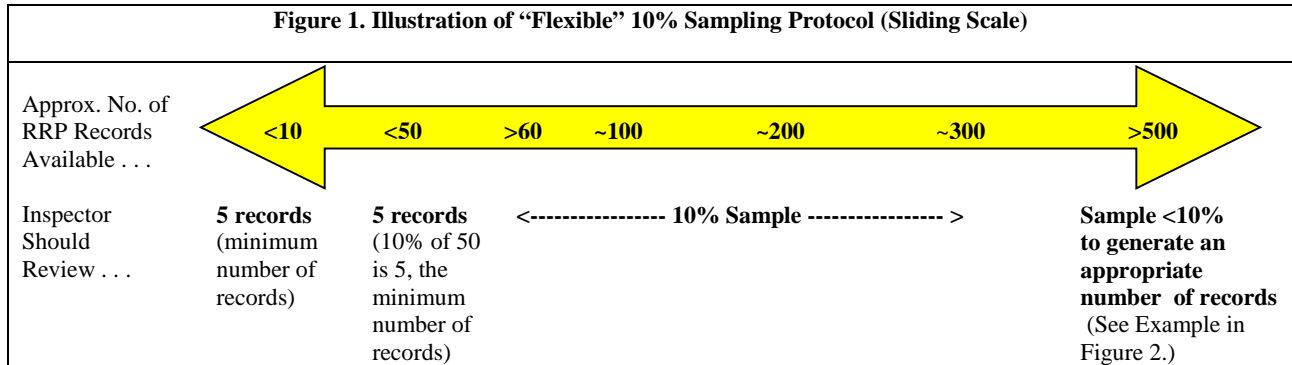 Figure 1. Illustration of “Flexible” 10% Sampling Protocol (Sliding Scale)
Approx. No. of
RRP Records
Available . . .
<10 <50 >60 ~100 ~200 ~300 >500
Inspector
Should
Review . . .
5 records
(minimum
number of
records)
5 records
(10% of 50
is 5, the
minimum
number of
records)
<----------------- 10% Sample ----------------- >
Sample <10%
to generate an
appropriate
number of records
(See Example in
Figure 2.)